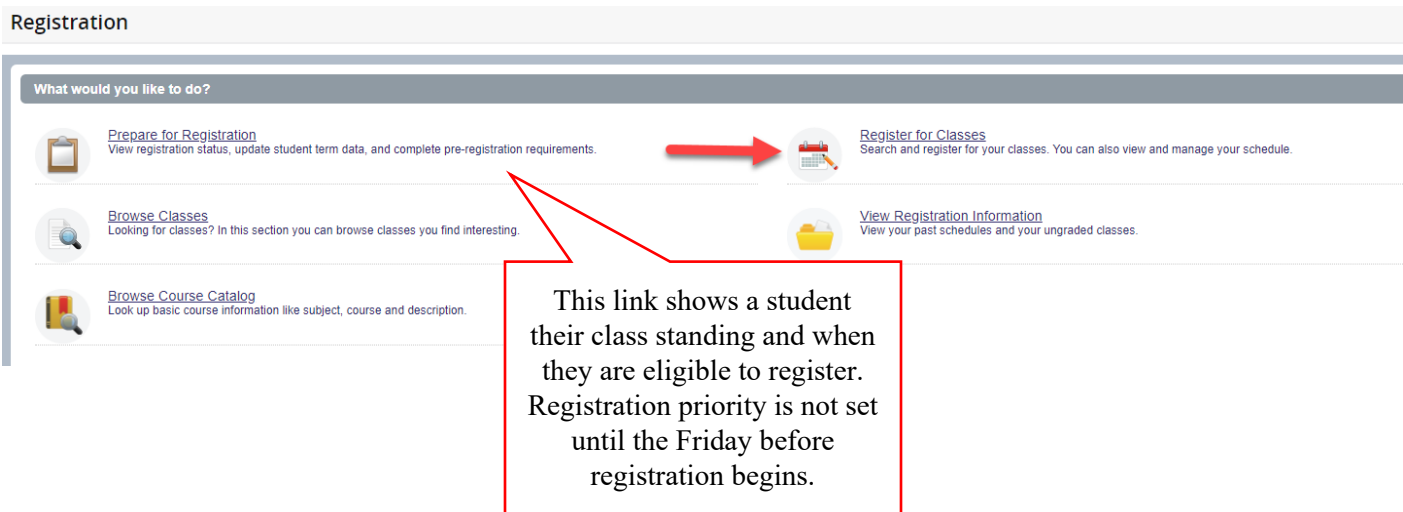 Registration
What would you like to do?
Prepare for Registration
View registration status, update student term data, and complete pre-registration requirements.
Register for Classes
Search and register for your classes. You can also view and manage your schedule.
Browse Classes
Looking for classes? In this section you can browse classes you find interesting.
View Registration Information
View your past schedules and your ungraded classes.
Browse Course Catalog
Look up basic course information like subject, course and description.
This link shows a student
their class standing and when
they are eligible to register.
Registration priority is not set
until the Friday before
registration begins.